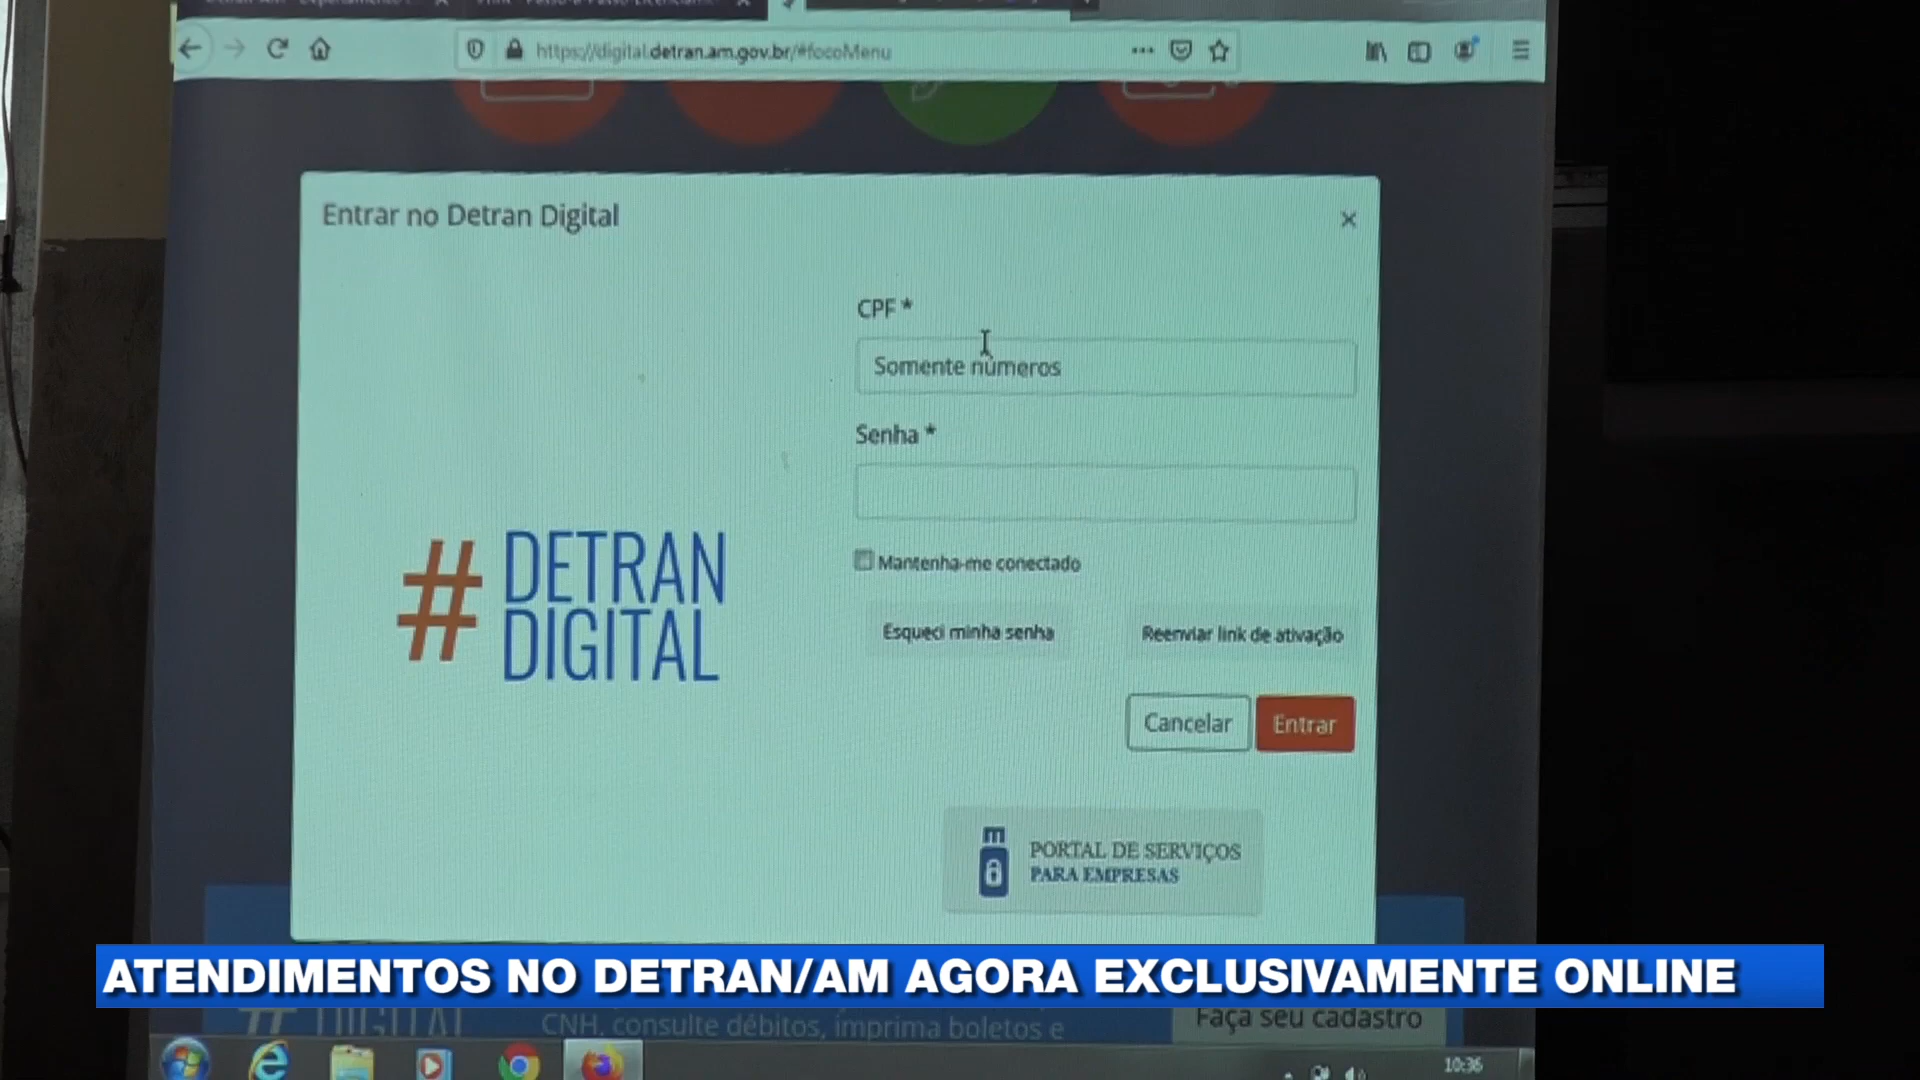 https://digital.detran.am.gov.br/#focoMenu
Entrar no Detran Digital
×
CPF *
Somente números
Senha *
Mantenha-me conectado
Esqueci minha senha
Reenviar link de ativação
# DETRAN
DIGITAL
Cancelar
Entrar
PORTAL DE SERVIÇOS
PARA EMPRESAS
ATENDIMENTOS NO DETRAN/AM AGORA EXCLUSIVAMENTE ONLINE
# DIGITAL
CNH, consulte débitos, imprima boletos e
Faça seu cadastro
10:36